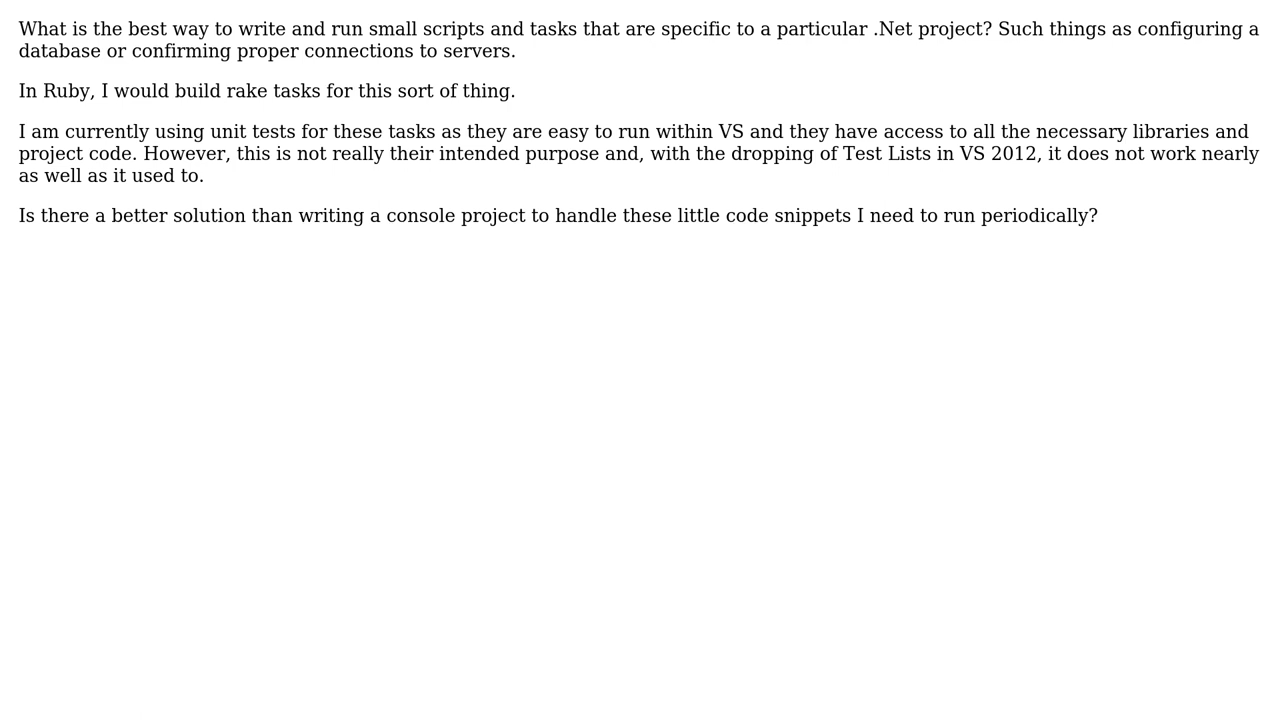 What is the best way to write and run small scripts and tasks that are specific to a particular .Net project? Such things as configuring a
database or confirming proper connections to servers.
In Ruby, I would build rake tasks for this sort of thing.
I am currently using unit tests for these tasks as they are easy to run within VS and they have access to all the necessary libraries and
project code. However, this is not really their intended purpose and, with the dropping of Test Lists in VS 2012, it does not work nearly
as well as it used to.
Is there a better solution than writing a console project to handle these little code snippets I need to run periodically?